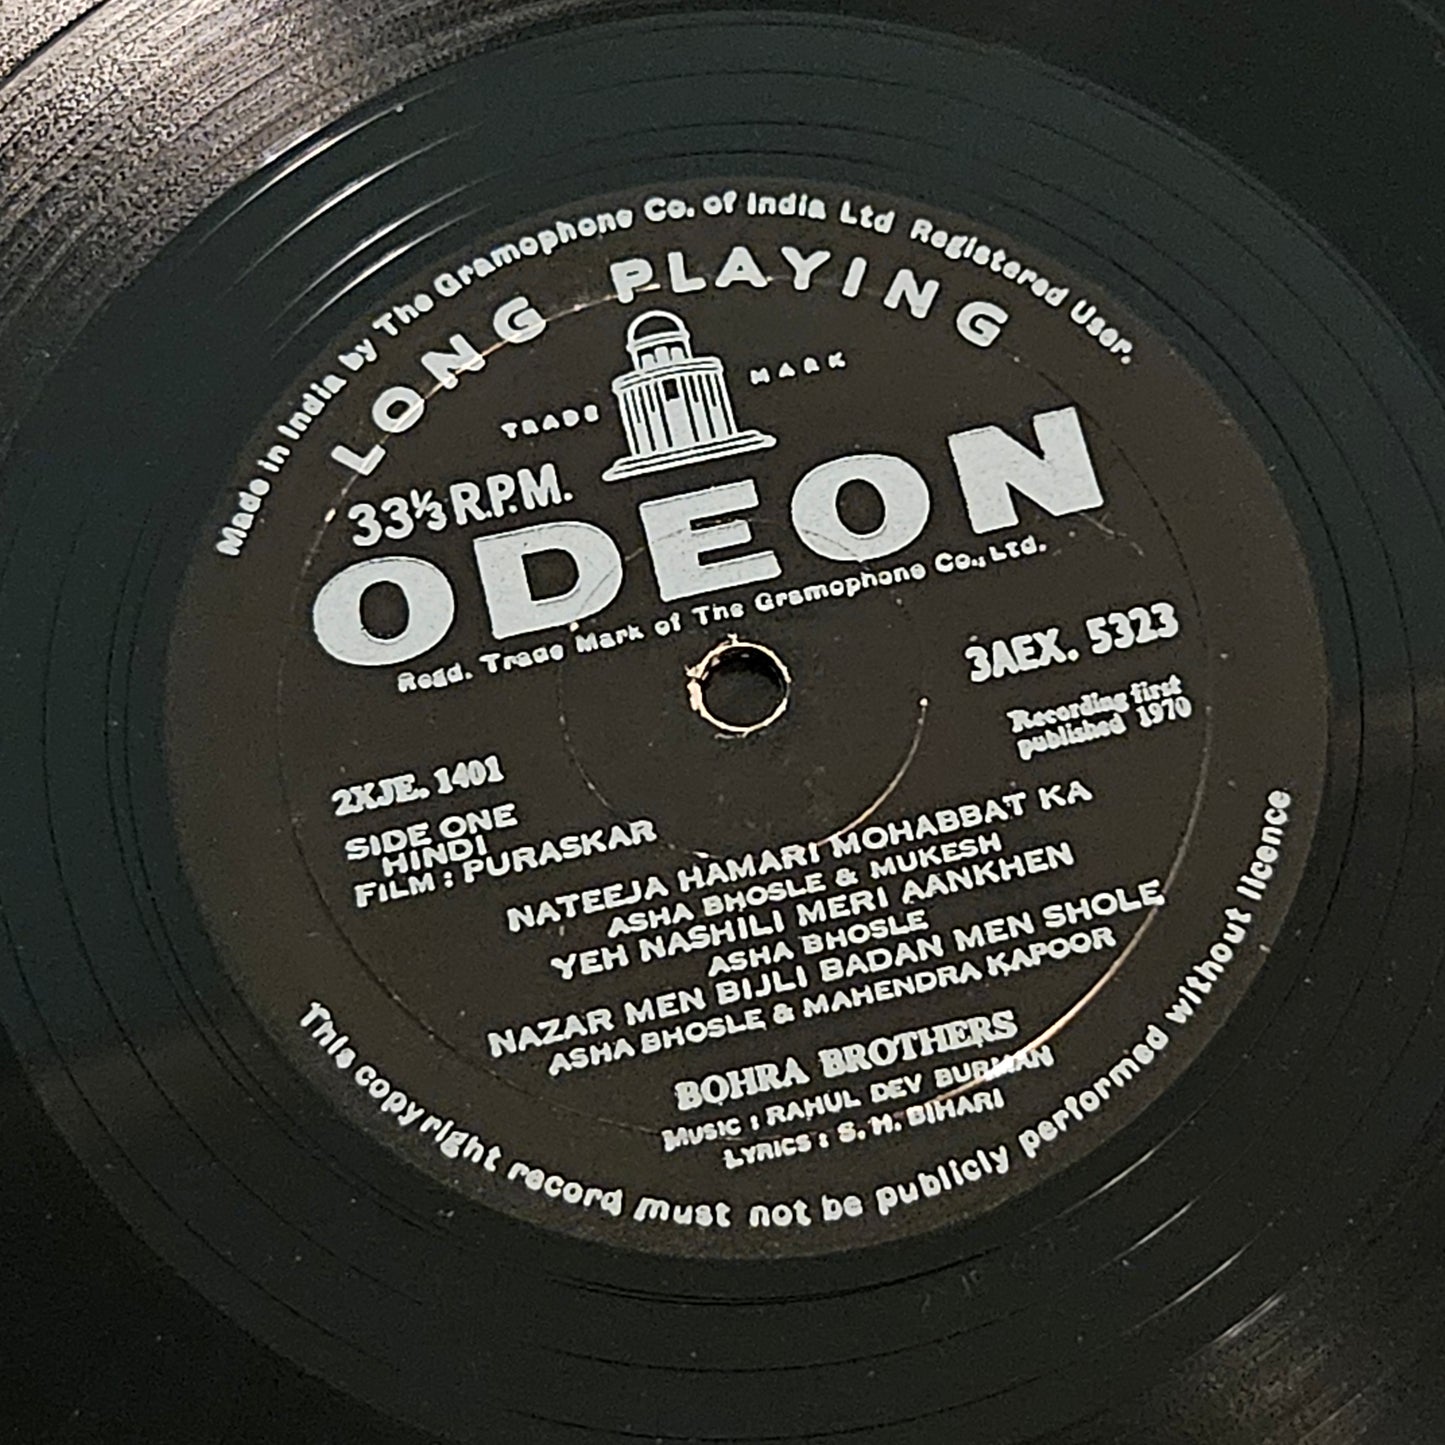 Made in India by The Gramophone Co. of India Ltd Registered User.
LONG PLAYING
TRADE MARK
33⅓ R.P.M.
ODEON
Regd. Trade Mark of The Gramophone Co., Ltd.
3AEX. 5323
Recording first
published 1970
2XJE. 1401
SIDE ONE
HINDI
FILM : PURASKAR
NATEEJA HAMARI MOHABBAT KA
ASHA BHOSLE & MUKESH
YEH NASHILI MERI AANKHEN
ASHA BHOSLE
NAZAR MEN BIJLI BADAN MEN SHOLE
ASHA BHOSLE & MAHENDRA KAPOOR
BOHRA BROTHERS
MUSIC : RAHUL DEV BURMAN
LYRICS : S. H. BIHARI
This copyright record must not be publicly performed without licence